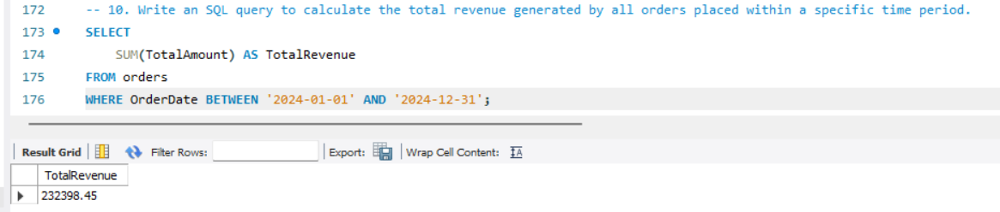 172 -- 10. Write an SQL query to calculate the total revenue generated by all orders placed within a specific time period.
173 SELECT
174 SUM(TotalAmount) AS TotalRevenue
175 FROM orders
176 WHERE OrderDate BETWEEN '2024-01-01' AND '2024-12-31';
Result Grid Filter Rows: Export: Wrap Cell Content: IA
TotalRevenue
232398.45